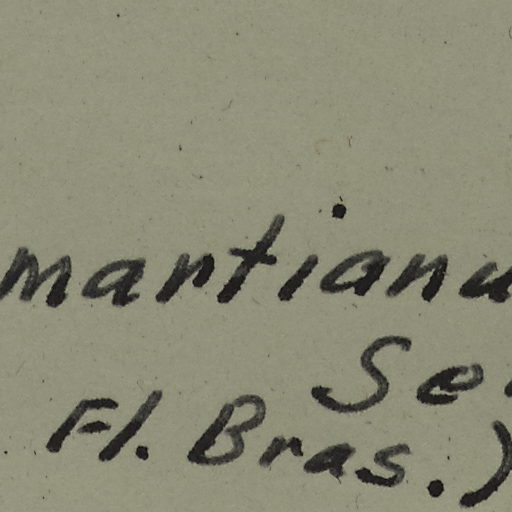 martianu
Se
Fl. Bras.)